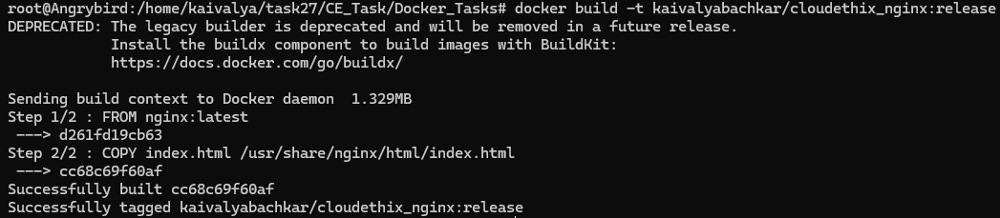 root@Angrybird:/home/kaivalya/task27/CE_Task/Docker_Tasks# docker build -t kaivalyabachkar/cloudethix_nginx:release
DEPRECATED: The legacy builder is deprecated and will be removed in a future release.
            Install the buildx component to build images with BuildKit:
            https://docs.docker.com/go/buildx/

Sending build context to Docker daemon  1.329MB
Step 1/2 : FROM nginx:latest
 ---> d261fd19cb63
Step 2/2 : COPY index.html /usr/share/nginx/html/index.html
 ---> cc68c69f60af
Successfully built cc68c69f60af
Successfully tagged kaivalyabachkar/cloudethix_nginx:release